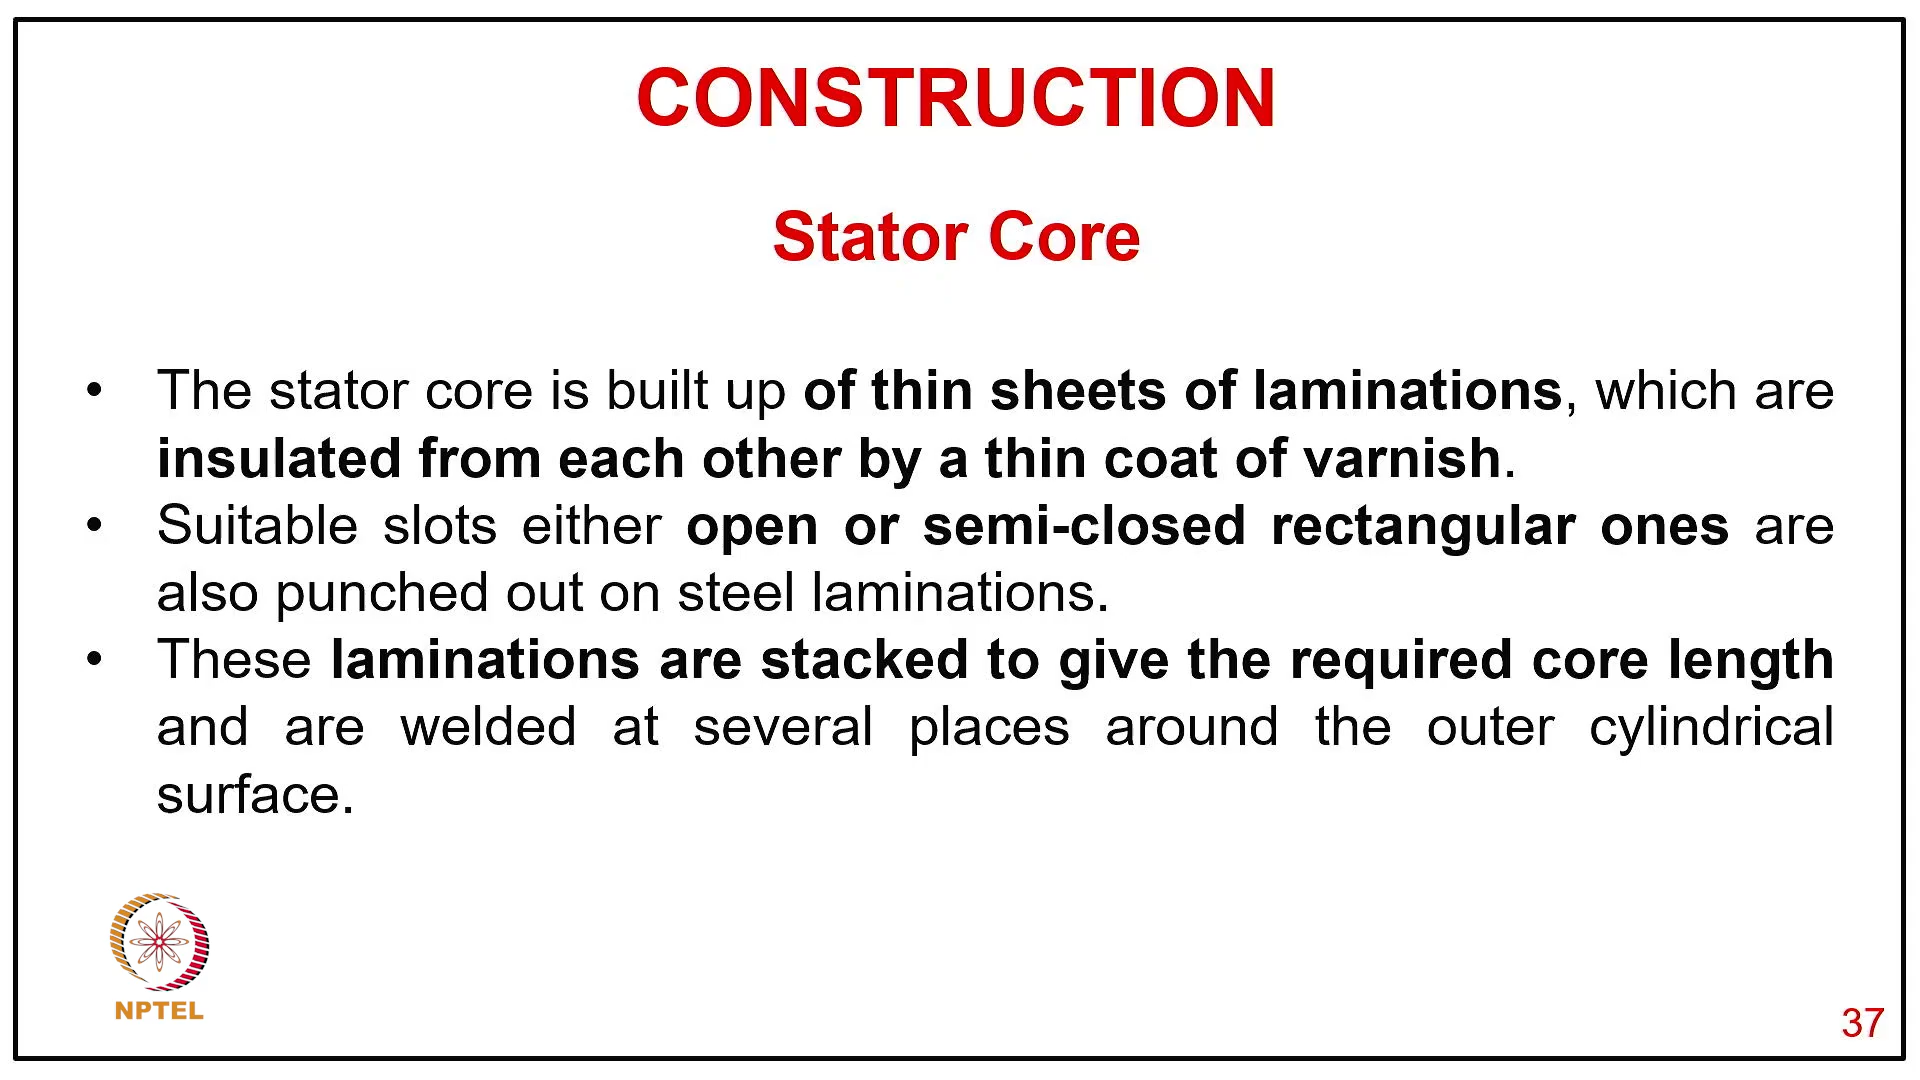 CONSTRUCTION
Stator Core
• The stator core is built up of thin sheets of laminations, which are
insulated from each other by a thin coat of varnish.
• Suitable slots either open or semi-closed rectangular ones are
also punched out on steel laminations.
• These laminations are stacked to give the required core length
and are welded at several places around the outer cylindrical
surface.
NPTEL
37